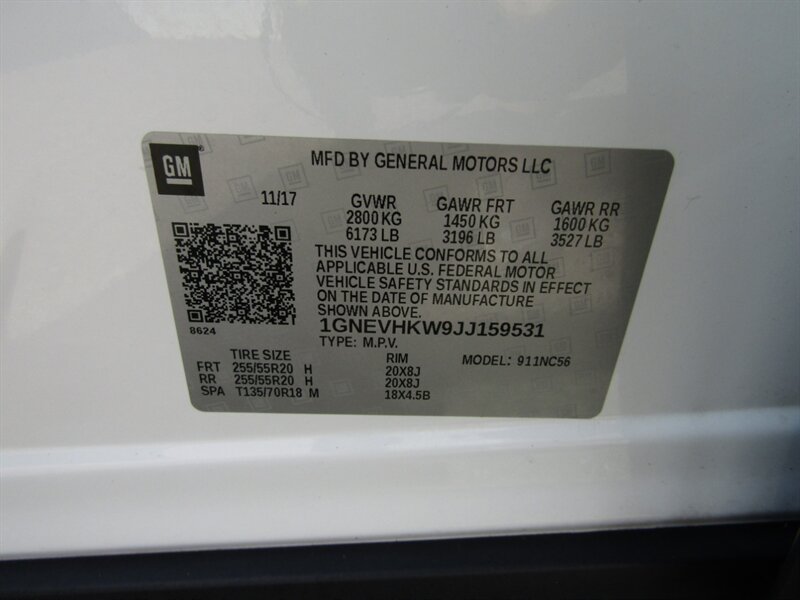 GM
MFD BY GENERAL MOTORS LLC
11/17 GVWR GAWR FRT GAWR RR
2800 KG 1450 KG 1600 KG
6173 LB 3196 LB 3527 LB
THIS VEHICLE CONFORMS TO ALL
APPLICABLE U.S. FEDERAL MOTOR
VEHICLE SAFETY STANDARDS IN EFFECT
ON THE DATE OF MANUFACTURE
SHOWN ABOVE.
8624
1GNEVHKW9JJ159531
TYPE: M.P.V. MODEL: 911NC56
TIRE SIZE RIM
FRT 255/55R20 H 20X8J
RR 255/55R20 H 20X8J
SPA T135/70R18 M 18X4.5B